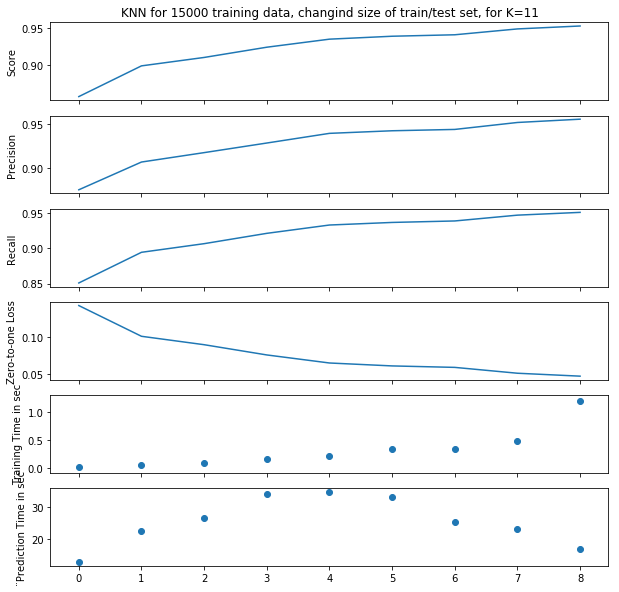 KNN for 15000 training data, changind size of train/test set, for K=11
Score
0.95
0.90
Precision
0.95
0.90
Recall
0.95
0.90
0.85
Zero-to-one Loss
0.10
0.05
Training Time in sec
1.0
0.5
0.0
¨Prediction Time in sec
30
20
0 1 2 3 4 5 6 7 8